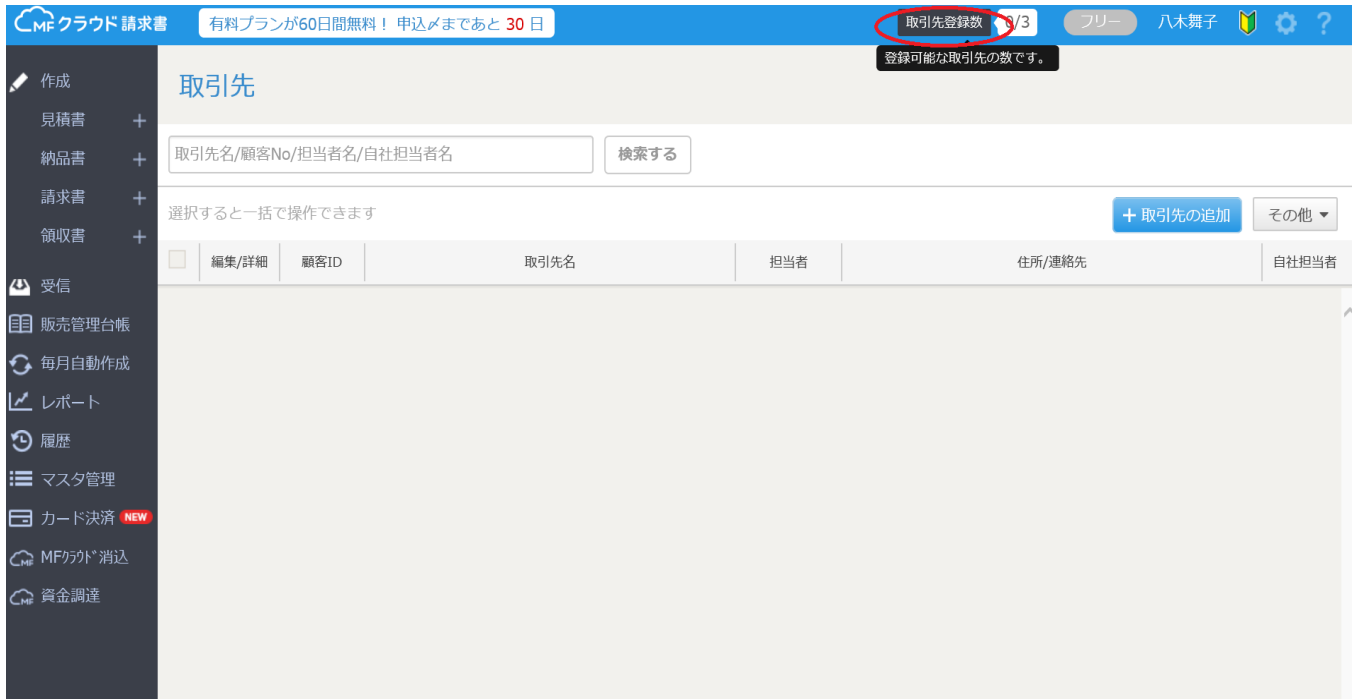 MFクラウド請求書
有料プランが60日間無料！ 申込〆まであと 30 日
取引先登録数 0/3
フリー
八木舞子
?
登録可能な取引先の数です。
作成
見積書 +
納品書 +
請求書 +
領収書 +
受信
販売管理台帳
毎月自動作成
レポート
履歴
マスタ管理
カード決済 NEW
MFｸﾗｳﾄﾞ消込
資金調達
取引先
取引先名/顧客No/担当者名/自社担当者名
検索する
選択すると一括で操作できます
+ 取引先の追加
その他 ▼
編集/詳細 顧客ID 取引先名 担当者 住所/連絡先 自社担当者